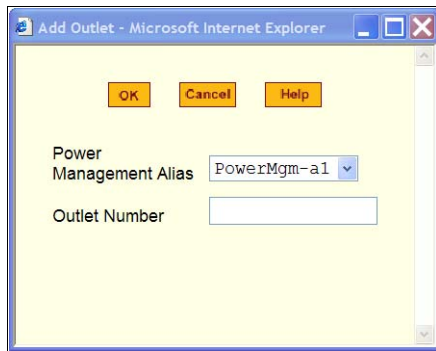 Add Outlet - Microsoft Internet Explorer
OK Cancel Help
Power
Management Alias PowerMgm-a1
Outlet Number